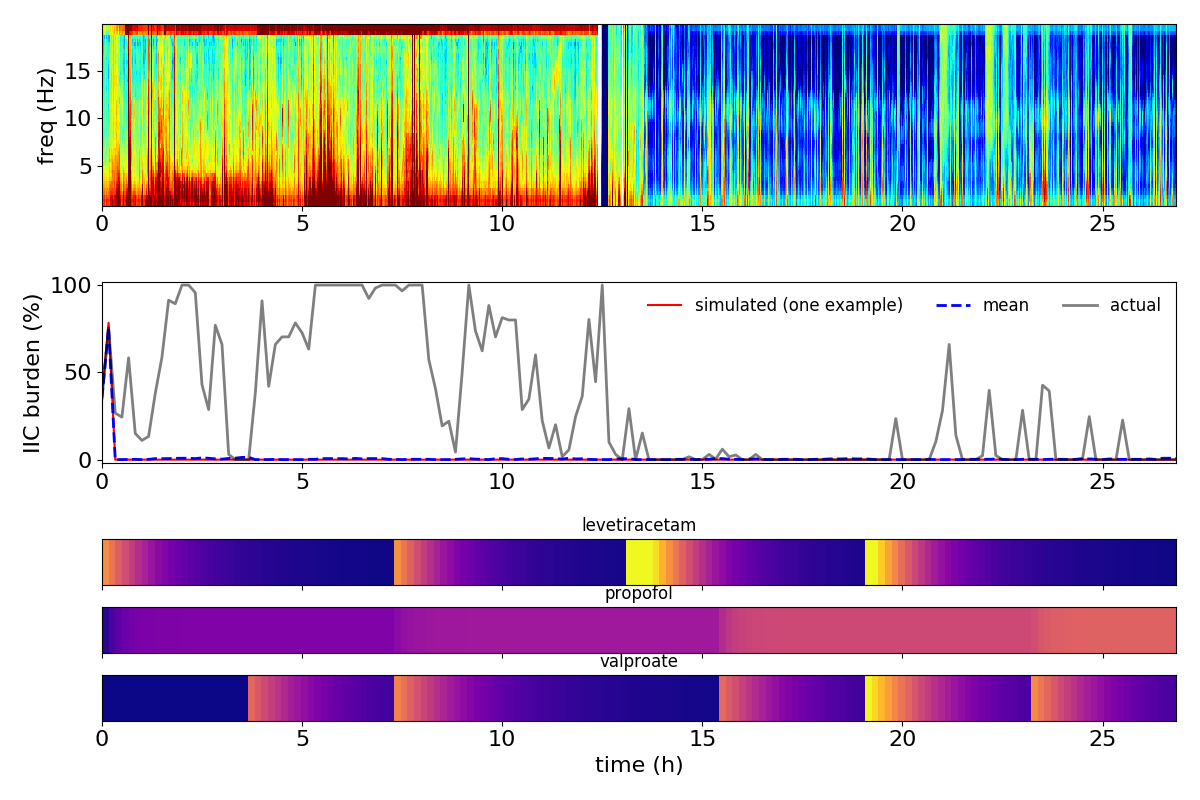 freq (Hz)
15
10
5
0 5 10 15 20 25
IIC burden (%)
100
50
0
simulated (one example) mean actual
0 5 10 15 20 25
levetiracetam
propofol
valproate
0 5 10 15 20 25
time (h)